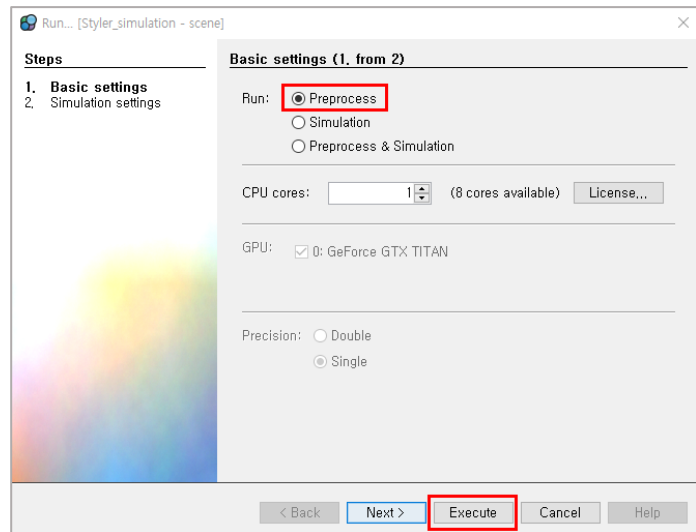 Run... [Styler_simulation - scene]
Steps
1. Basic settings
2. Simulation settings
Basic settings (1. from 2)
Run: Preprocess
Simulation
Preprocess & Simulation
CPU cores: 1 (8 cores available) License...
GPU: 0: GeForce GTX TITAN
Precision: Double
Single
< Back Next > Execute Cancel Help